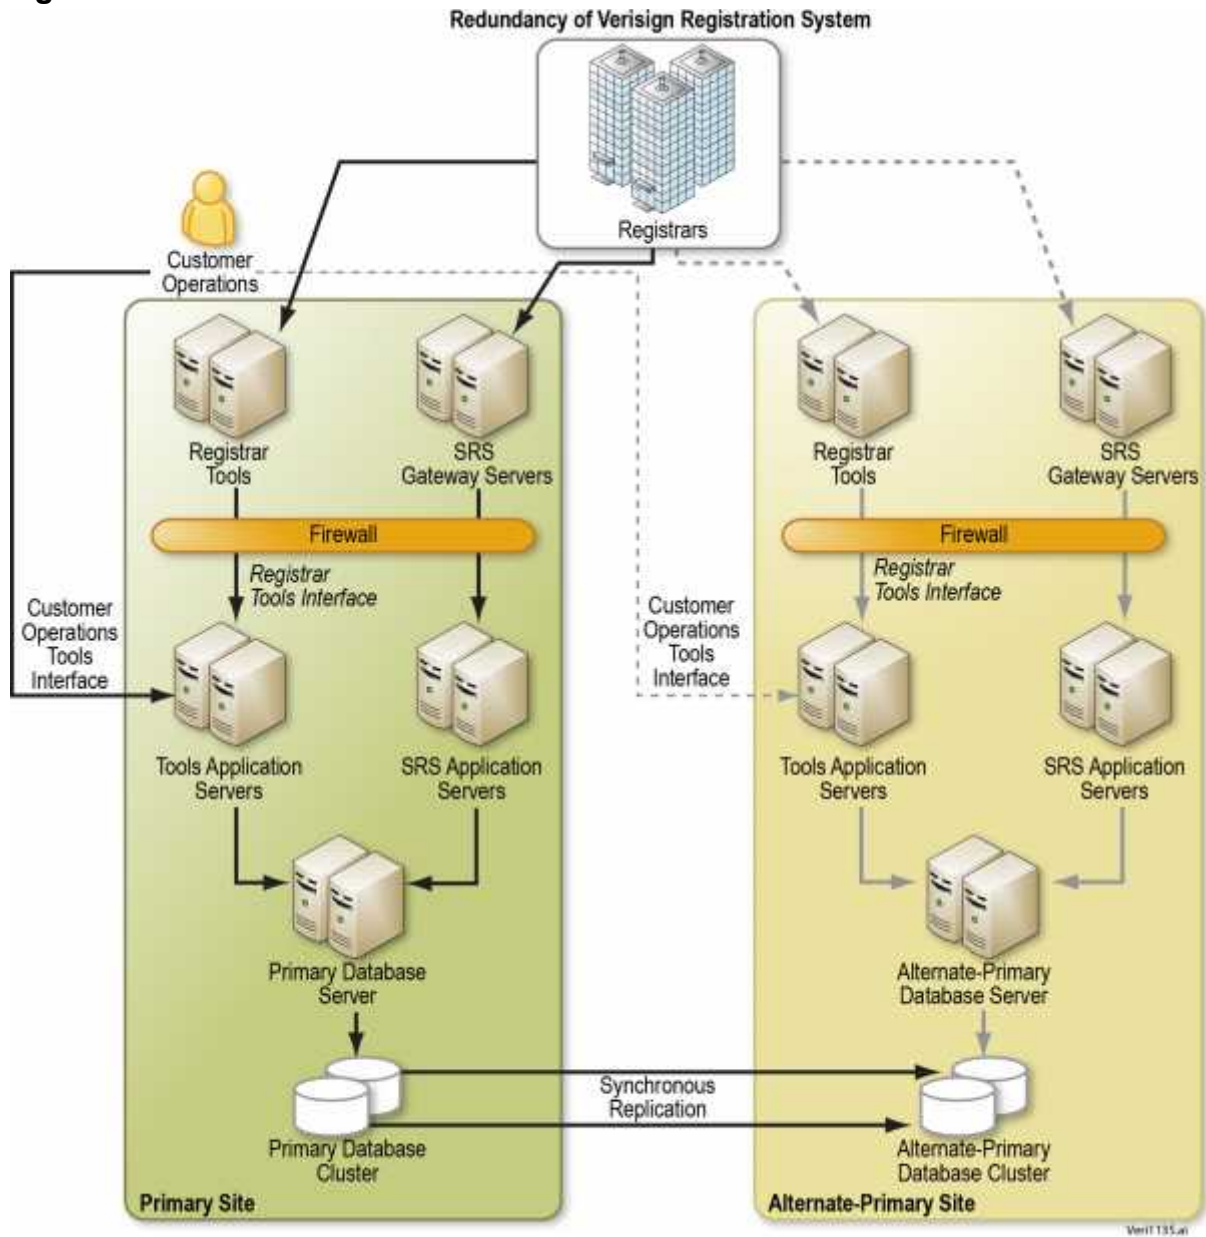 Redundancy of Verisign Registration System
Registrars
Customer
Operations
Registrar
Tools
SRS
Gateway Servers
Firewall
Registrar
Tools Interface
Customer
Operations
Tools
Interface
Tools Application
Servers
SRS Application
Servers
Primary Database
Server
Primary Database
Cluster
Primary Site
Synchronous
Replication
Registrar
Tools
SRS
Gateway Servers
Firewall
Registrar
Tools Interface
Customer
Operations
Tools
Interface
Tools Application
Servers
SRS Application
Servers
Alternate-Primary
Database Server
Alternate-Primary
Database Cluster
Alternate-Primary Site
Veri1135.ai